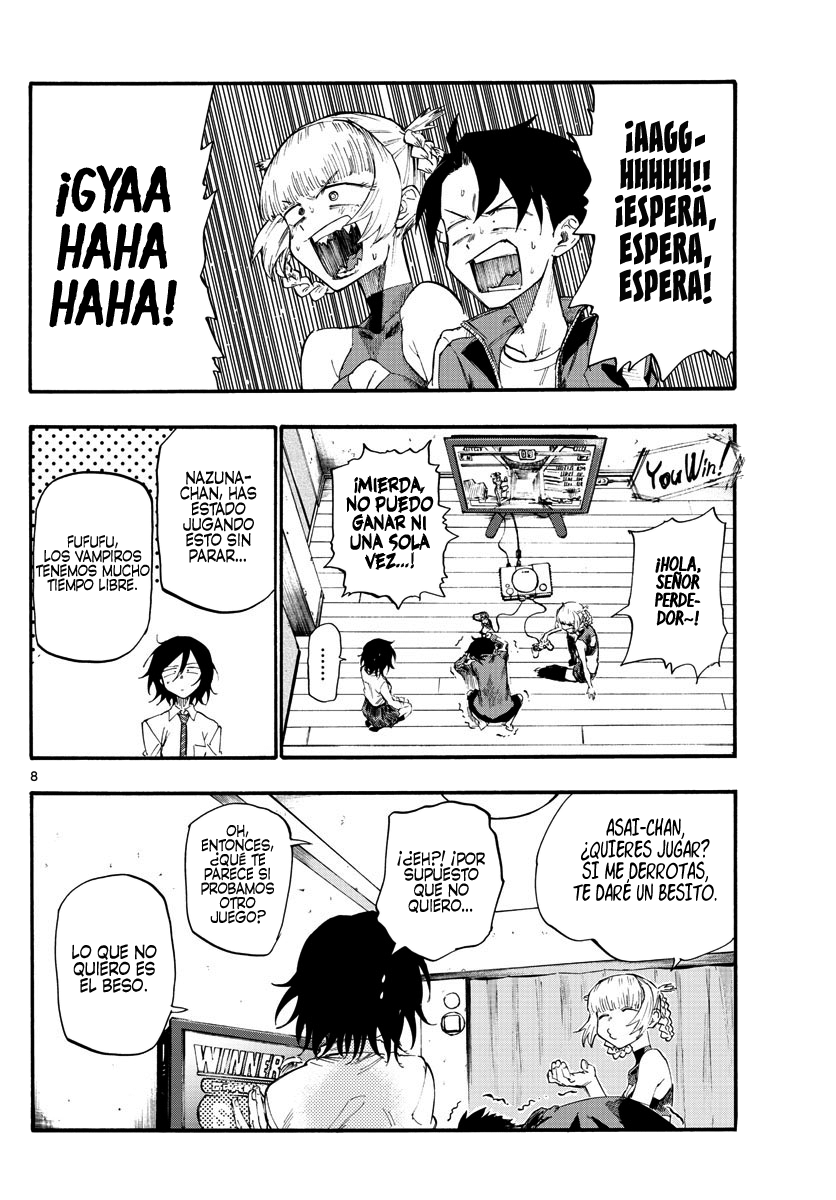 ¡AAGG-
HHHHH!!
¡ESPERA,
ESPERA,
ESPERA!
¡GYAA
HAHA
HAHA!
You Win!
¡HOLA,
SEÑOR
PERDE-
DOR~!
¡MIERDA,
NO PUEDO
GANAR NI
UNA SOLA
VEZ...!
......
NAZUNA-
CHAN, HAS
ESTADO
JUGANDO
ESTO SIN
PARAR...
FUFUFU,
LOS VAMPIROS
TENEMOS MUCHO
TIEMPO LIBRE.
8
ASAI-CHAN,
¿QUIERES JUGAR?
SI ME DERROTAS,
TE DARÉ UN BESITO.
¡¿EH?! ¡POR
SUPUESTO
QUE NO
QUIERO...
OH,
ENTONCES,
¿QUÉ TE
PARECE SI
PROBAMOS
OTRO
JUEGO?
LO QUE NO
QUIERO ES
EL BESO.
WINNER